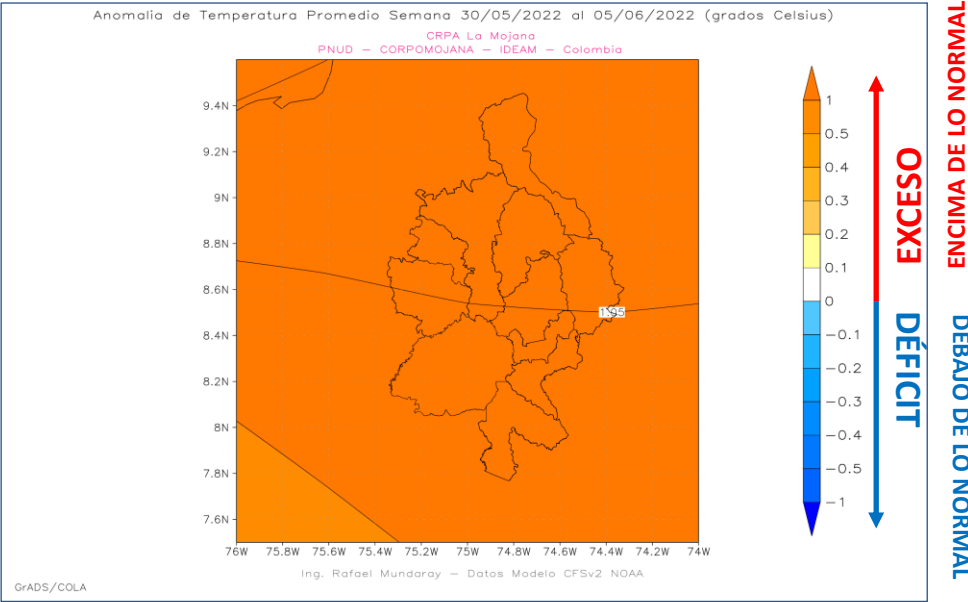 Anomalia de Temperatura Promedio Semana 30/05/2022 al 05/06/2022 (grados Celsius)
CRPA La Mojana
PNUD – CORPOMOJANA – IDEAM – Colombia
9.4N
9.2N
9N
8.8N
8.6N
8.4N
8.2N
8N
7.8N
7.6N
76W 75.8W 75.6W 75.4W 75.2W 75W 74.8W 74.6W 74.4W 74.2W 74W
1.05
1
0.5
0.4
0.3
0.2
0.1
0
−0.1
−0.2
−0.3
−0.4
−0.5
−1
EXCESO
DÉFICIT
ENCIMA DE LO NORMAL
DEBAJO DE LO NORMAL
Ing. Rafael Mundaray – Datos Modelo CFSv2 NOAA
GrADS/COLA